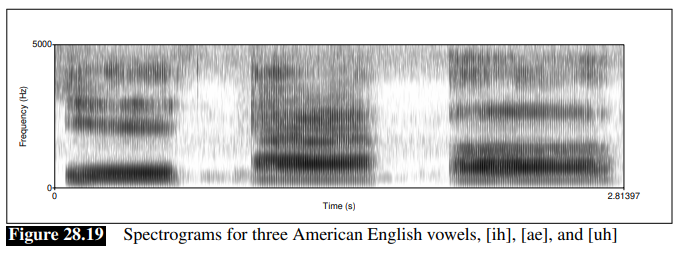 5000
Frequency (Hz)
0
0
2.81397
Time (s)
Figure 28.19 Spectrograms for three American English vowels, [ih], [ae], and [uh]